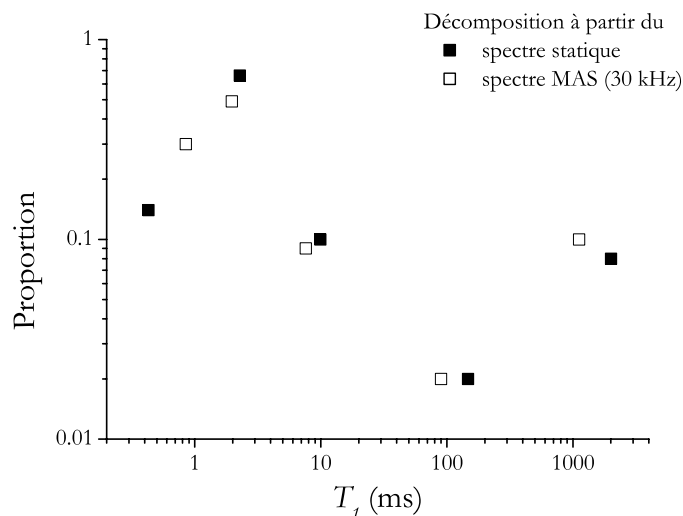 Décomposition à partir du
spectre statique
spectre MAS (30 kHz)
1
0.1
0.01
Proportion
1 10 100 1000
T1 (ms)